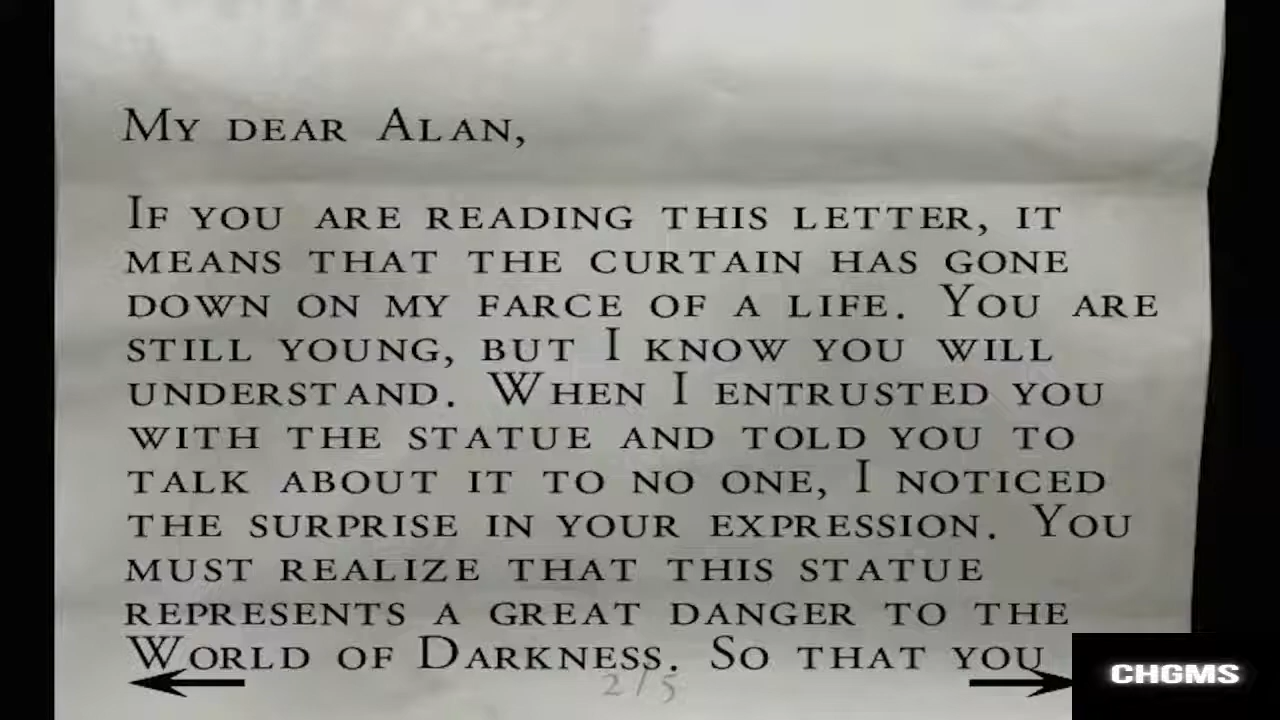 My dear Alan,
If you are reading this letter, it
means that the curtain has gone
down on my farce of a life. You are
still young, but I know you will
understand. When I entrusted you
with the statue and told you to
talk about it to no one, I noticed
the surprise in your expression. You
must realize that this statue
represents a great danger to the
World of Darkness. So that you
2/5
CHGMS